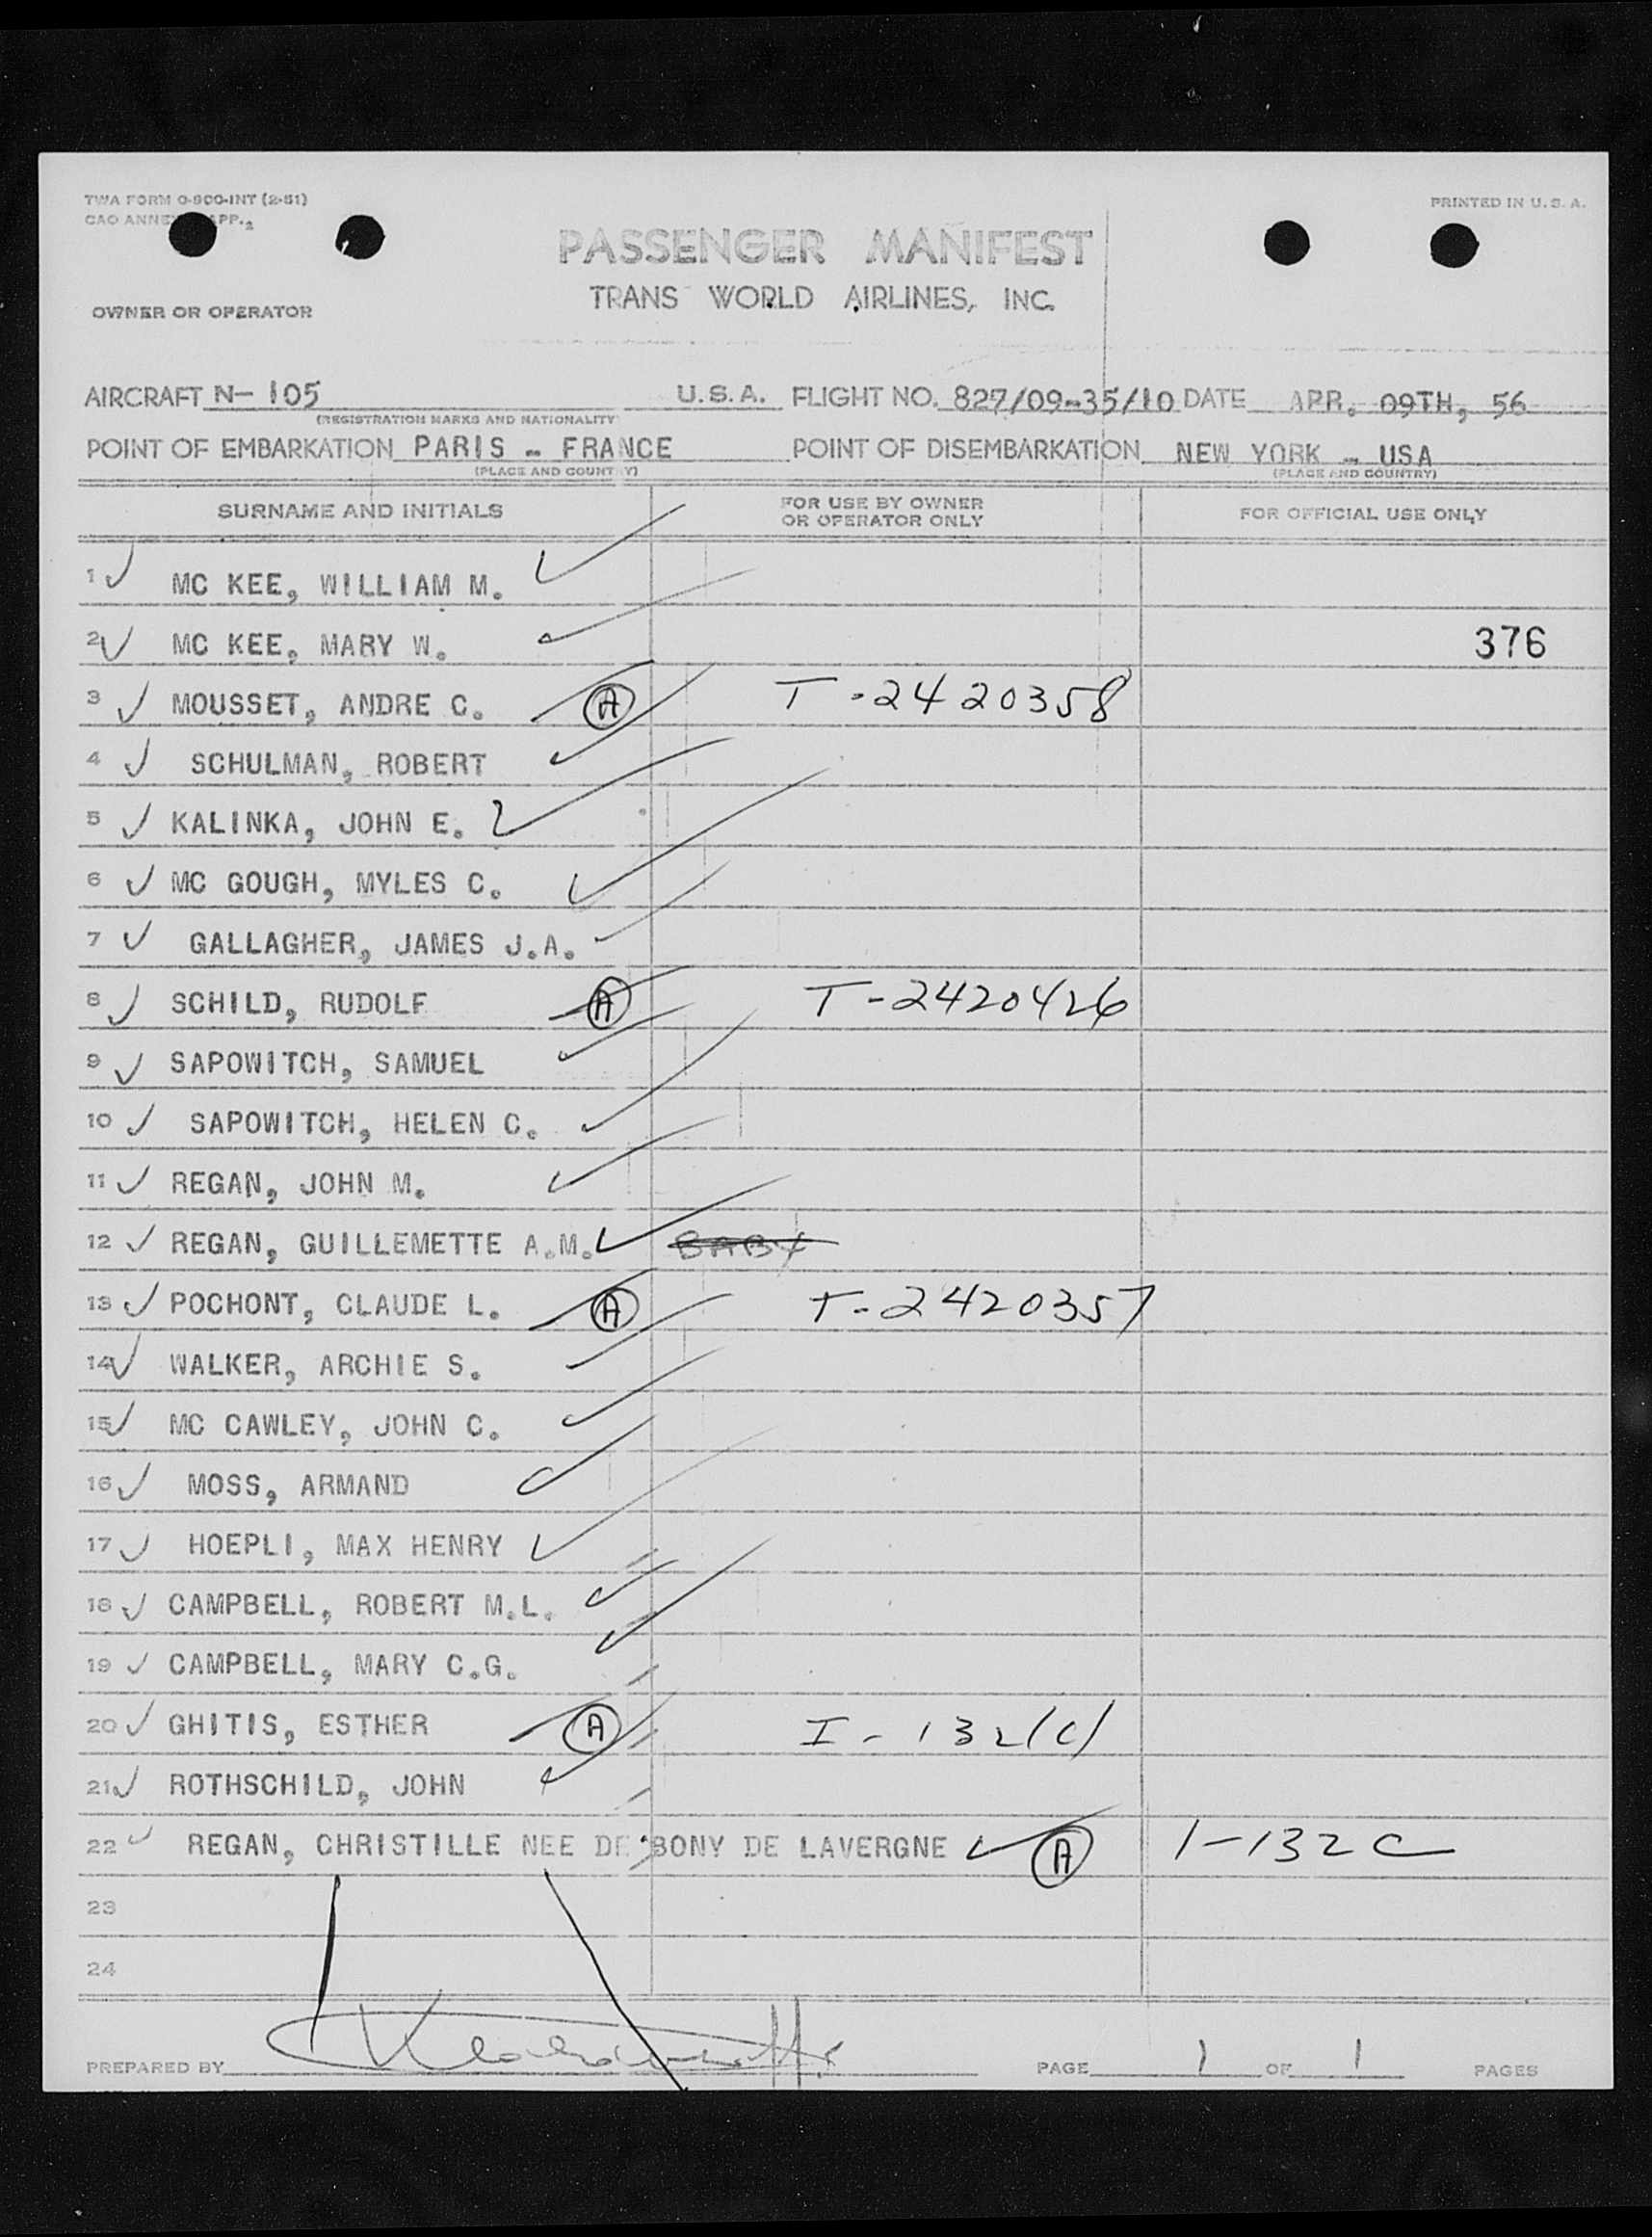 TWA FORM O-900-INT (2-51)
PRINTED IN U. S. A.
PASSENGER MANIFEST
TRANS WORLD AIRLINES, INC.
OWNER OR OPERATOR
AIRCRAFT N- 105 U.S.A. FLIGHT NO. 827/09-35/10 DATE APR. 09TH, 56
(REGISTRATION MARKS AND NATIONALITY
POINT OF EMBARKATION PARIS - FRANCE POINT OF DISEMBARKATION NEW YORK - USA
(PLACE AND COUNTRY) (PLACE AND COUNTRY)
SURNAME AND INITIALS FOR USE BY OWNER OR OPERATOR ONLY FOR OFFICIAL USE ONLY
1 MC KEE, WILLIAM M.
2 MC KEE, MARY W. 376
3 MOUSSET, ANDRE C. A T-2420358
4 SCHULMAN, ROBERT
5 KALINKA, JOHN E.
6 MC GOUGH, MYLES C.
7 GALLAGHER, JAMES J.A.
8 SCHILD, RUDOLF A T-2420426
9 SAPOWITCH, SAMUEL
10 SAPOWITCH, HELEN C.
11 REGAN, JOHN M.
12 REGAN, GUILLEMETTE A.M. BABY
13 POCHONT, CLAUDE L. A T-2420357
14 WALKER, ARCHIE S.
15 MC CAWLEY, JOHN C.
16 MOSS, ARMAND
17 HOEPLI, MAX HENRY
18 CAMPBELL, ROBERT M.L.
19 CAMPBELL, MARY C.G.
20 GHITIS, ESTHER A I-132(c)
21 ROTHSCHILD, JOHN
22 REGAN, CHRISTILLE NEE DE BONY DE LAVERGNE A I-132C
23
24
PREPARED BY PAGE 1 OF 1 PAGES